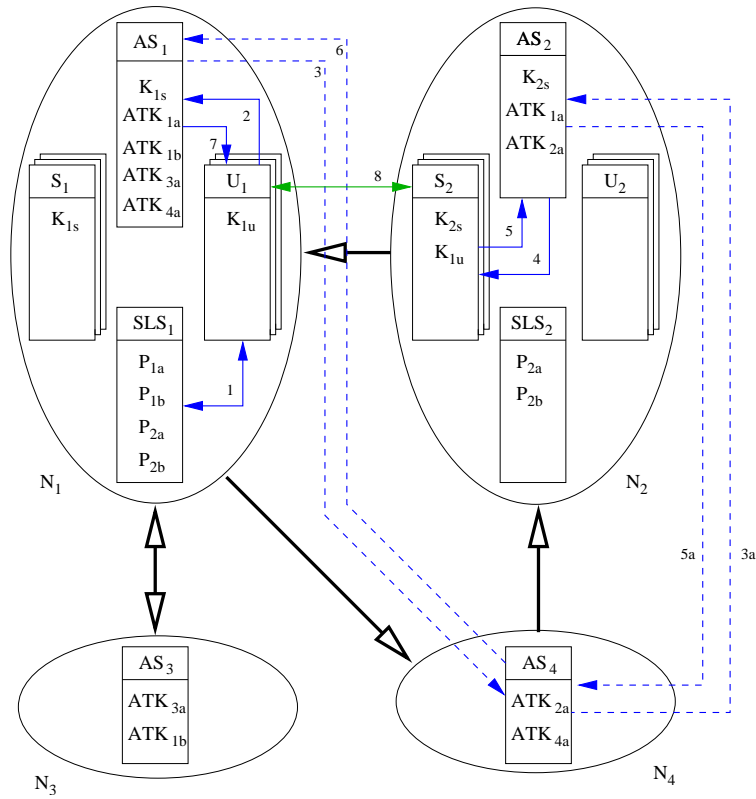 AS1
K1s
ATK1a
ATK1b
ATK3a
ATK4a
S1
K1s
U1
K1u
SLS1
P1a
P1b
P2a
P2b
N1
6
3
2
7
8
1
AS2
K2s
ATK1a
ATK2a
S2
K2s
K1u
U2
5
4
SLS2
P2a
P2b
N2
5a
3a
AS3
ATK3a
ATK1b
N3
AS4
ATK2a
ATK4a
N4